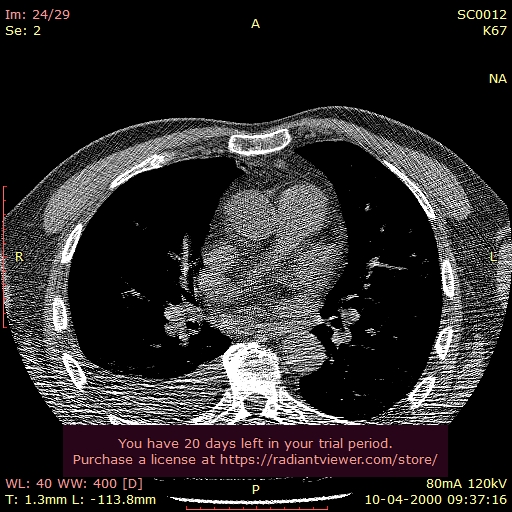 Im: 24/29
Se: 2
A
SC0012
K67
NA
R
L
You have 20 days left in your trial period.
Purchase a license at https://radiantviewer.com/store/
WL: 40 WW: 400 [D]
T: 1.3mm L: -113.8mm
P
80mA 120kV
10-04-2000 09:37:16